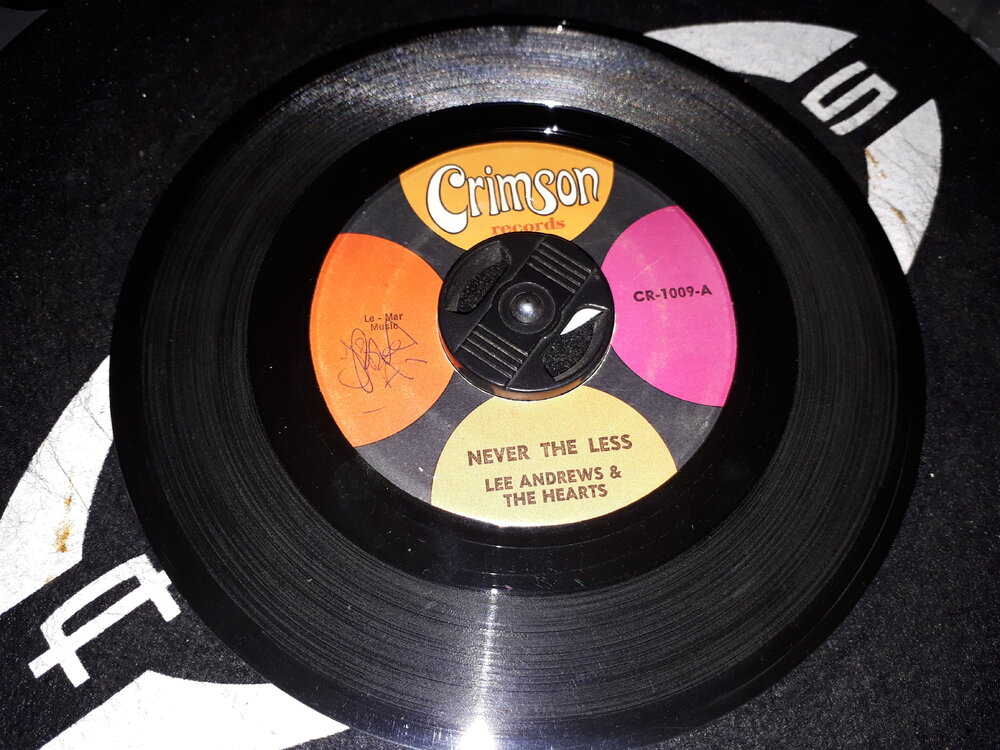 Crimson
records
CR-1009-A
Le - Mar
Music
NEVER THE LESS
LEE ANDREWS &
THE HEARTS
S